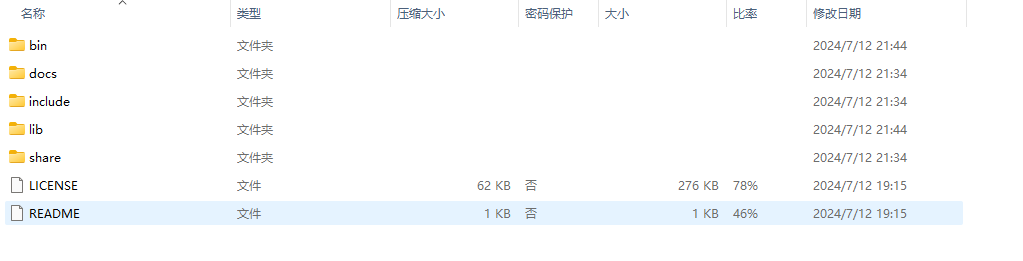 名称 类型 压缩大小 密码保护 大小 比率 修改日期
bin 文件夹 2024/7/12 21:44
docs 文件夹 2024/7/12 21:34
include 文件夹 2024/7/12 21:34
lib 文件夹 2024/7/12 21:44
share 文件夹 2024/7/12 21:34
LICENSE 文件 62 KB 否 276 KB 78% 2024/7/12 19:15
README 文件 1 KB 否 1 KB 46% 2024/7/12 19:15